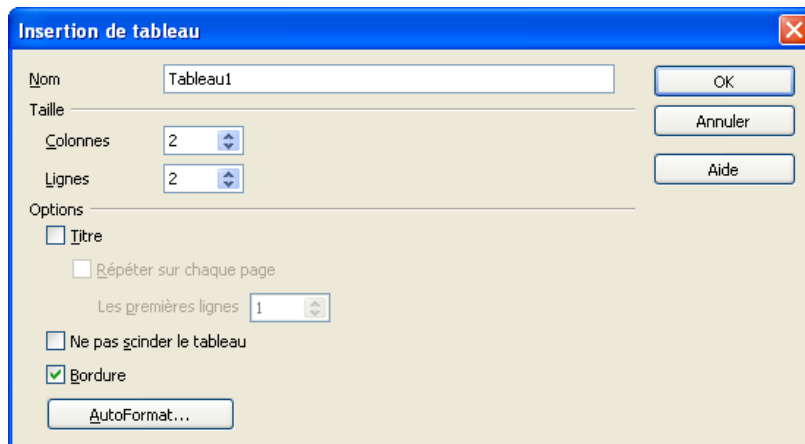 Insertion de tableau
Nom Tableau1
OK
Taille
Annuler
Colonnes 2
Lignes 2
Aide
Options
Titre
Répéter sur chaque page
Les premières lignes 1
Ne pas scinder le tableau
Bordure
AutoFormat...